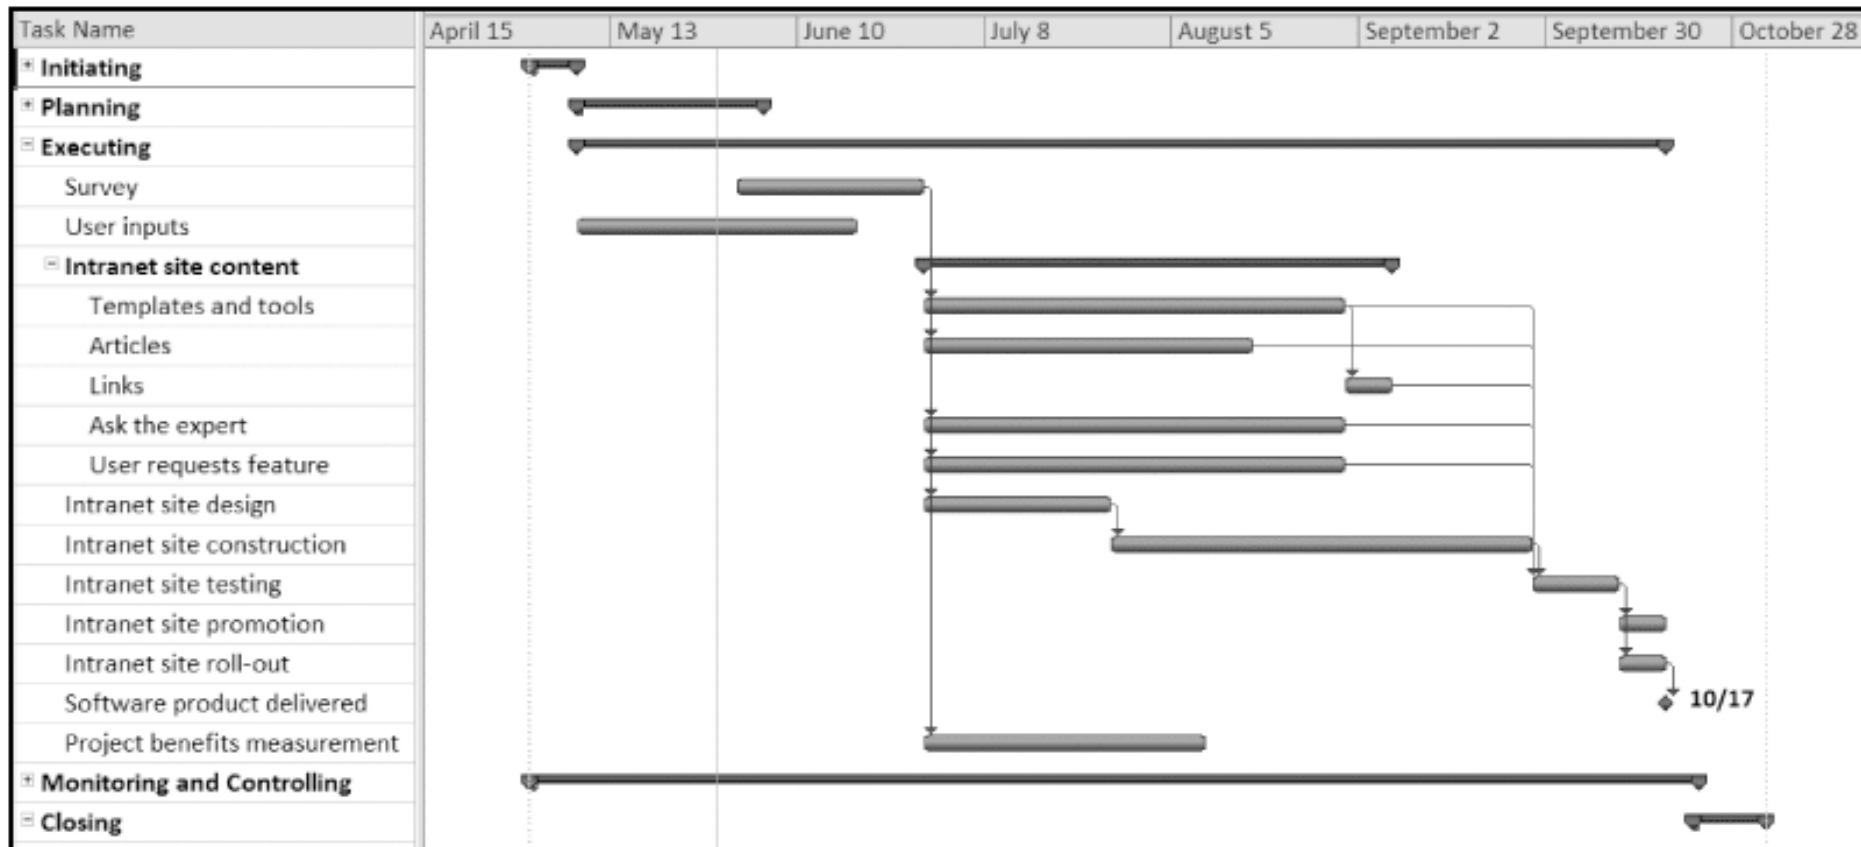 Task Name April 15 May 13 June 10 July 8 August 5 September 2 September 30 October 28
Initiating
Planning
Executing
Survey
User inputs
Intranet site content
Templates and tools
Articles
Links
Ask the expert
User requests feature
Intranet site design
Intranet site construction
Intranet site testing
Intranet site promotion
Intranet site roll-out
Software product delivered 10/17
Project benefits measurement
Monitoring and Controlling
Closing